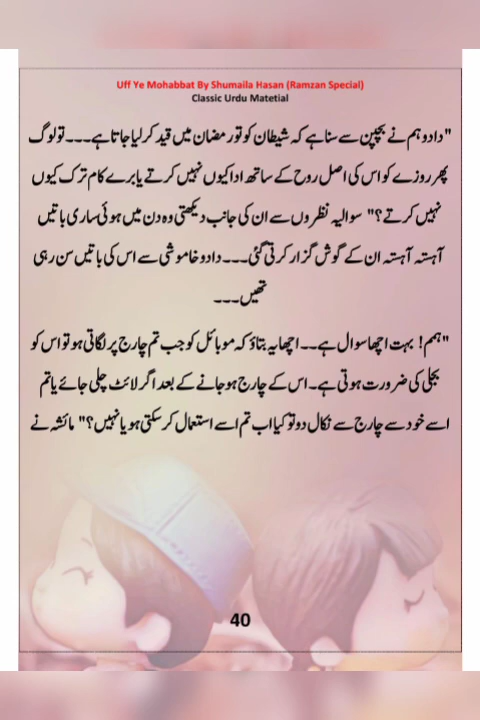 Uff Ye Mohabbat By Shumaila Hasan (Ramzan Special)
Classic Urdu Matetial
"دادو ہم نے بچپن سے سنا ہے کہ شیطان کو تو رمضان میں قید کر لیا جاتا ہے۔۔۔ تو لوگ
پھر روزے کو اس کی اصل روح کے ساتھ ادا کیوں نہیں کرتے یا برے کام ترک کیوں
نہیں کرتے؟" سوالیہ نظروں سے ان کی جانب دیکھتی وہ دن میں ہوئی ساری باتیں
آہستہ آہستہ ان کے گوش گزار کرتی گئی۔۔۔ دادو خاموشی سے اس کی باتیں سن رہی
تھیں۔۔۔
"ہمم! بہت اچھا سوال ہے۔۔ اچھا یہ بتاؤ کہ موبائل کو جب تم چارج پر لگاتی ہو تو اس کو
بجلی کی ضرورت ہوتی ہے۔ اس کے چارج ہو جانے کے بعد اگر لائٹ چلی جائے یا تم
اسے خود سے چارج سے نکال دو تو کیا اب تم اسے استعمال کر سکتی ہو یا نہیں؟" مائشہ نے
40